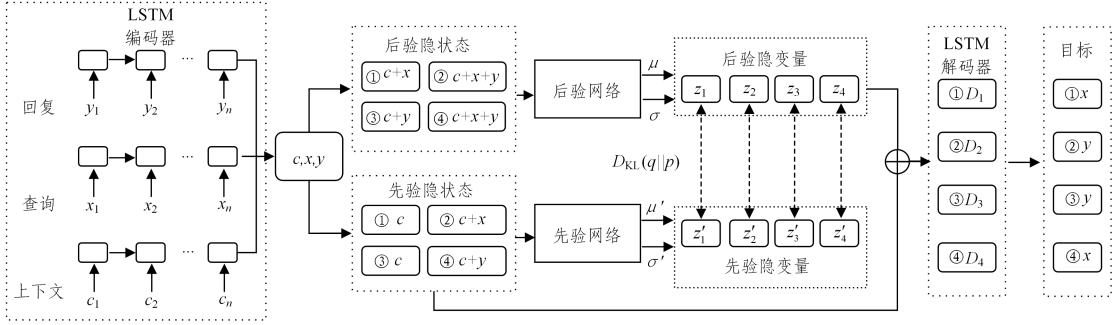 LSTM
编码器
回复
y₁ y₂ ··· yₙ
查询
x₁ x₂ ··· xₙ
上下文
c₁ c₂ ··· cₙ
c,x,y
后验隐状态
① c+x ② c+x+y
③ c+y ④ c+x+y
先验隐状态
① c ② c+x
③ c ④ c+y
后验网络
μ
σ
先验网络
μ′
σ′
后验隐变量
z₁ z₂ z₃ z₄
D_KL(q||p)
z′₁ z′₂ z′₃ z′₄
先验隐变量
LSTM
解码器
①D₁
②D₂
③D₃
④D₄
目标
①x
②y
③y
④x